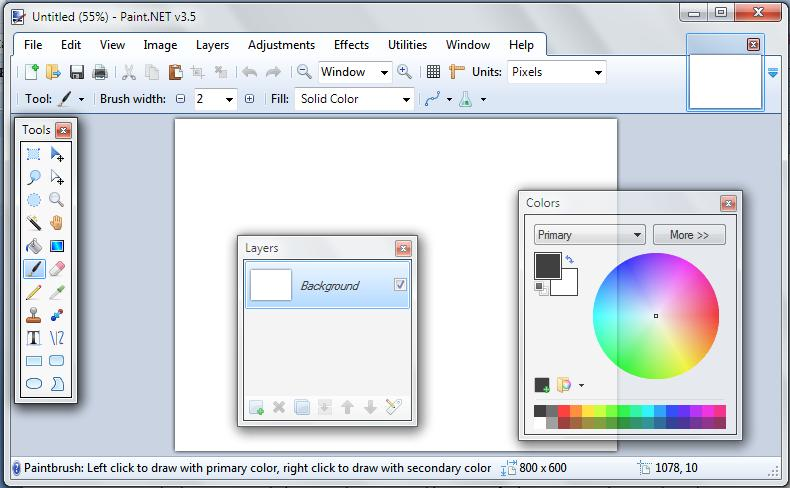 Untitled (55%) - Paint.NET v3.5
File Edit View Image Layers Adjustments Effects Utilities Window Help
Window Units: Pixels
Tool: Brush width: 2 Fill: Solid Color
Tools
Colors
Primary More >>
Layers
Background
Paintbrush: Left click to draw with primary color, right click to draw with secondary color 800 x 600 1078, 10